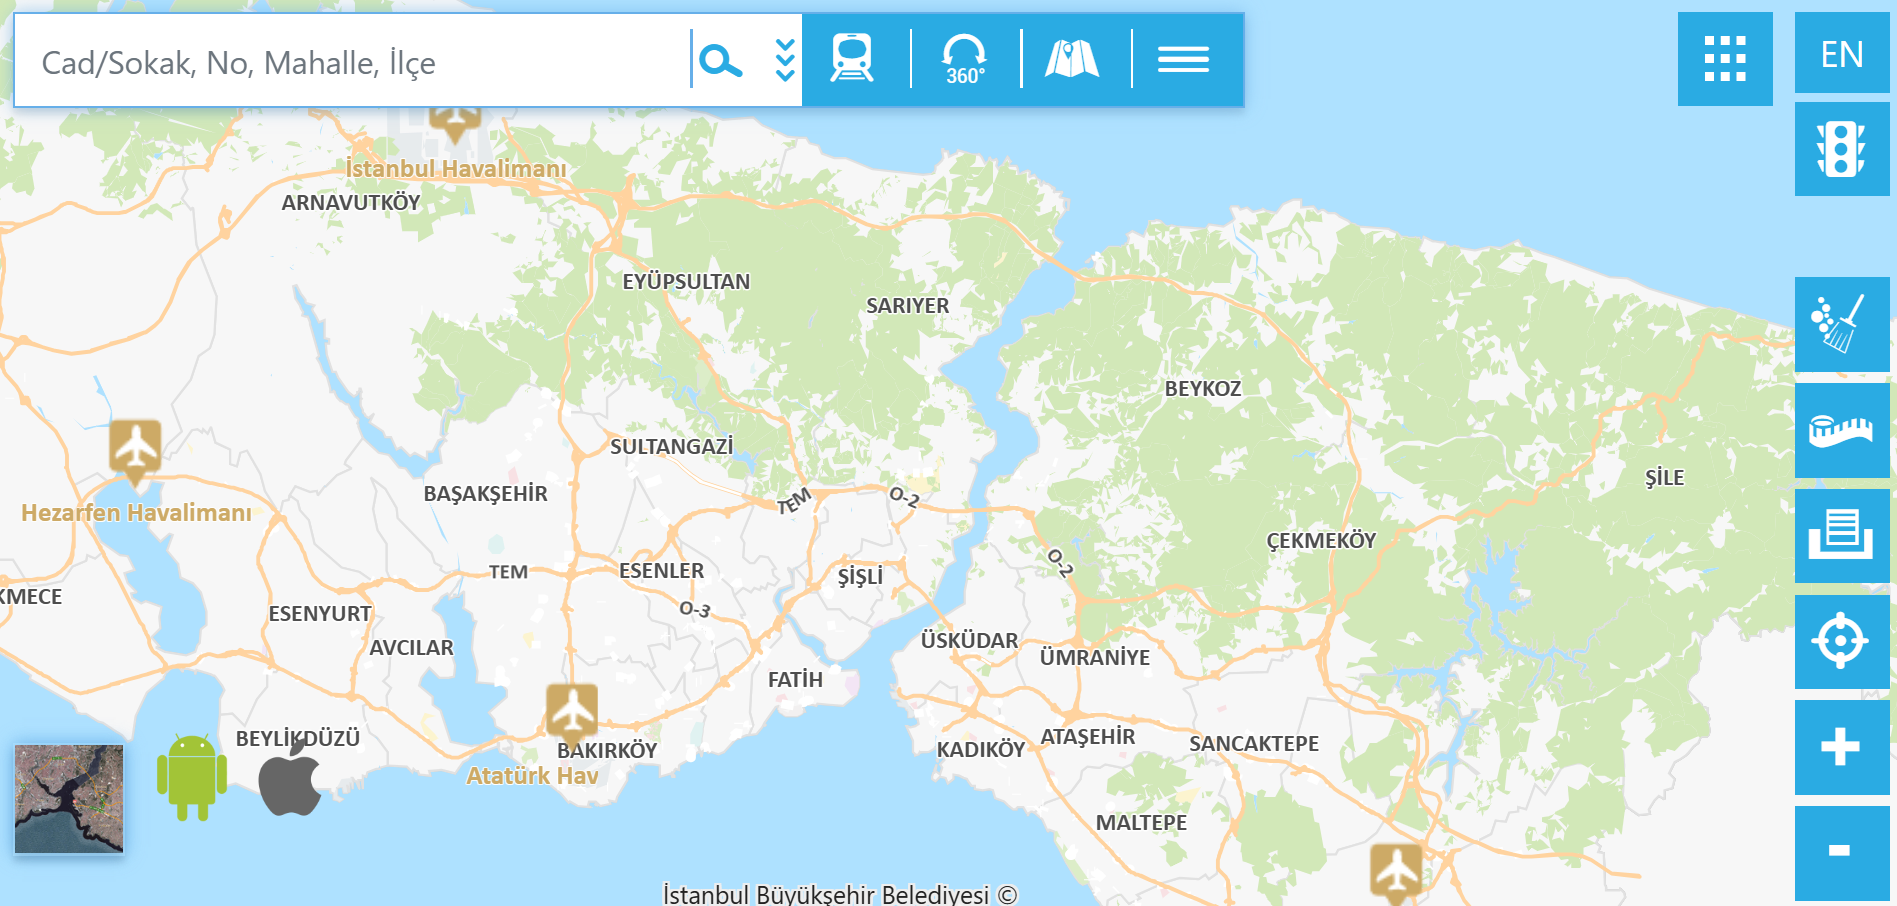 Cad/Sokak, No, Mahalle, İlçe
360°
EN
İstanbul Havalimanı
ARNAVUTKÖY
EYÜPSULTAN
SARIYER
BEYKOZ
SULTANGAZİ
ŞİLE
BAŞAKŞEHİR
TEM
O-2
Hezarfen Havalimanı
ÇEKMEKÖY
O-2
TEM
ESENLER
ŞİŞLİ
KMECE
O-3
ESENYURT
AVCILAR
ÜSKÜDAR
ÜMRANİYE
FATİH
BEYLİKDÜZÜ
BAKIRKÖY
KADIKÖY
ATAŞEHİR
SANCAKTEPE
Atatürk Hav
MALTEPE
İstanbul Büyükşehir Belediyesi ©